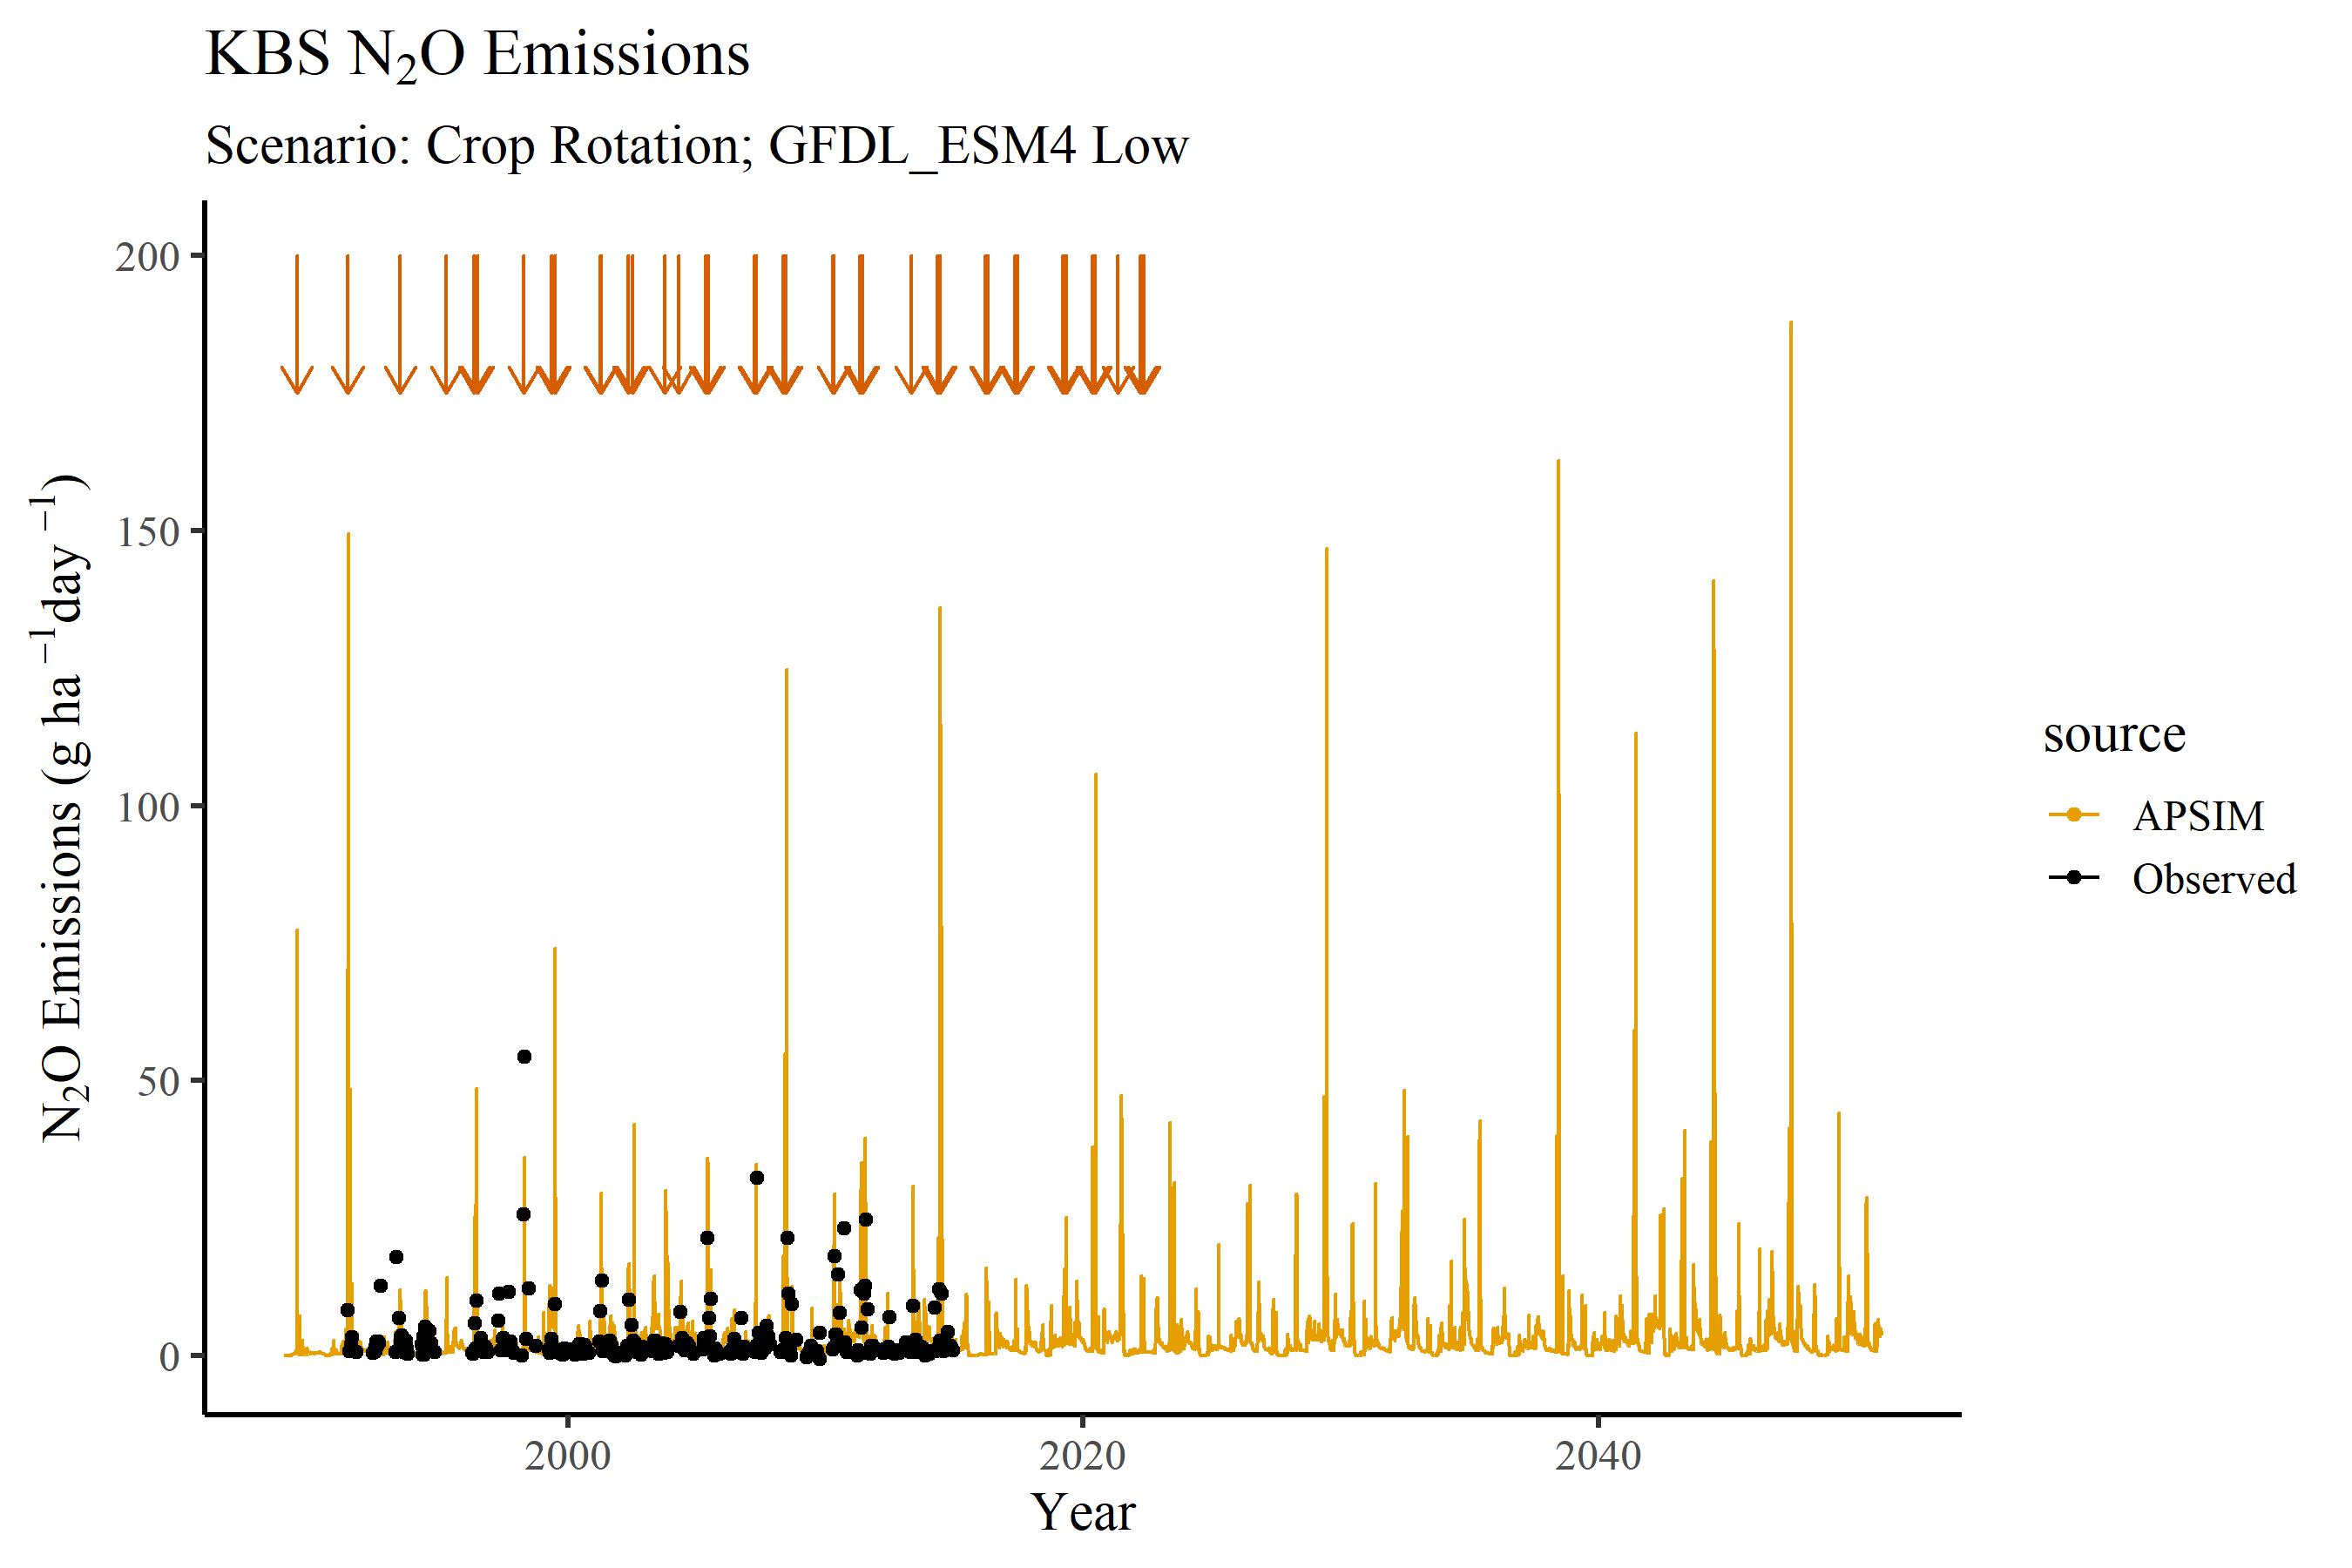 KBS N₂O Emissions
Scenario: Crop Rotation; GFDL_ESM4 Low
N₂O Emissions (g ha ⁻¹day ⁻¹)
200
150
100
50
0
2000
2020
2040
Year
source
APSIM
Observed